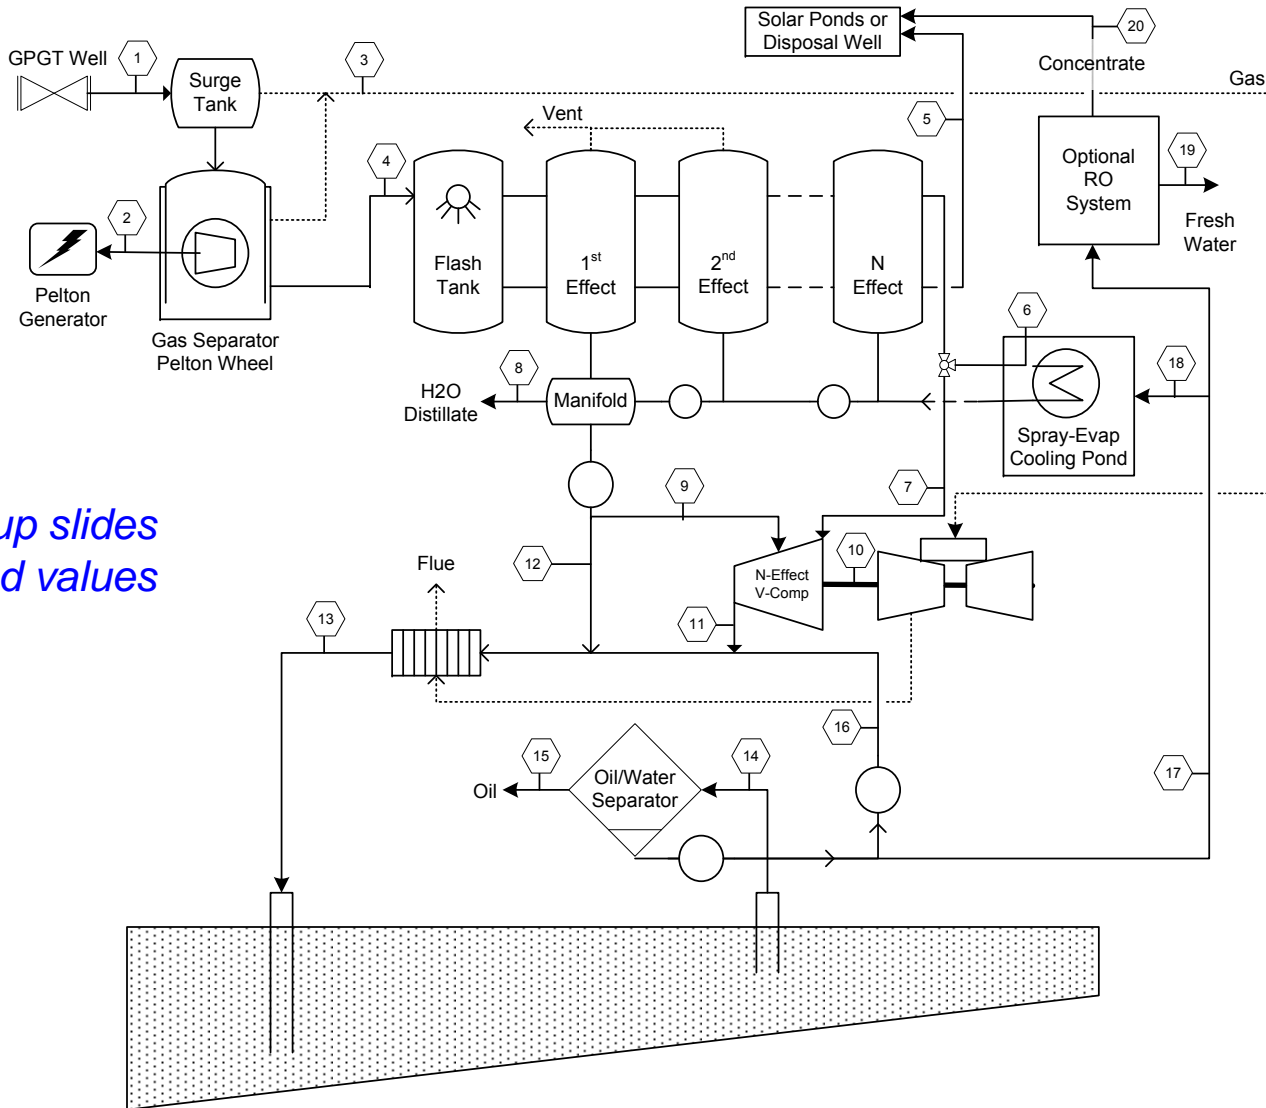 Solar Ponds or
Disposal Well
20
GPGT Well
1
3
Concentrate
Gas
Surge
Tank
Vent
5
4
Optional
RO
System
19
Fresh
Water
2
Flash
Tank
1st
Effect
2nd
Effect
N
Effect
Pelton
Generator
Gas Separator
Pelton Wheel
6
8
H2O
Distillate
Manifold
18
Spray-Evap
Cooling Pond
9
7
up slides
d values
12
Flue
10
N-Effect
V-Comp
13
11
16
15
14
Oil
Oil/Water
Separator
17